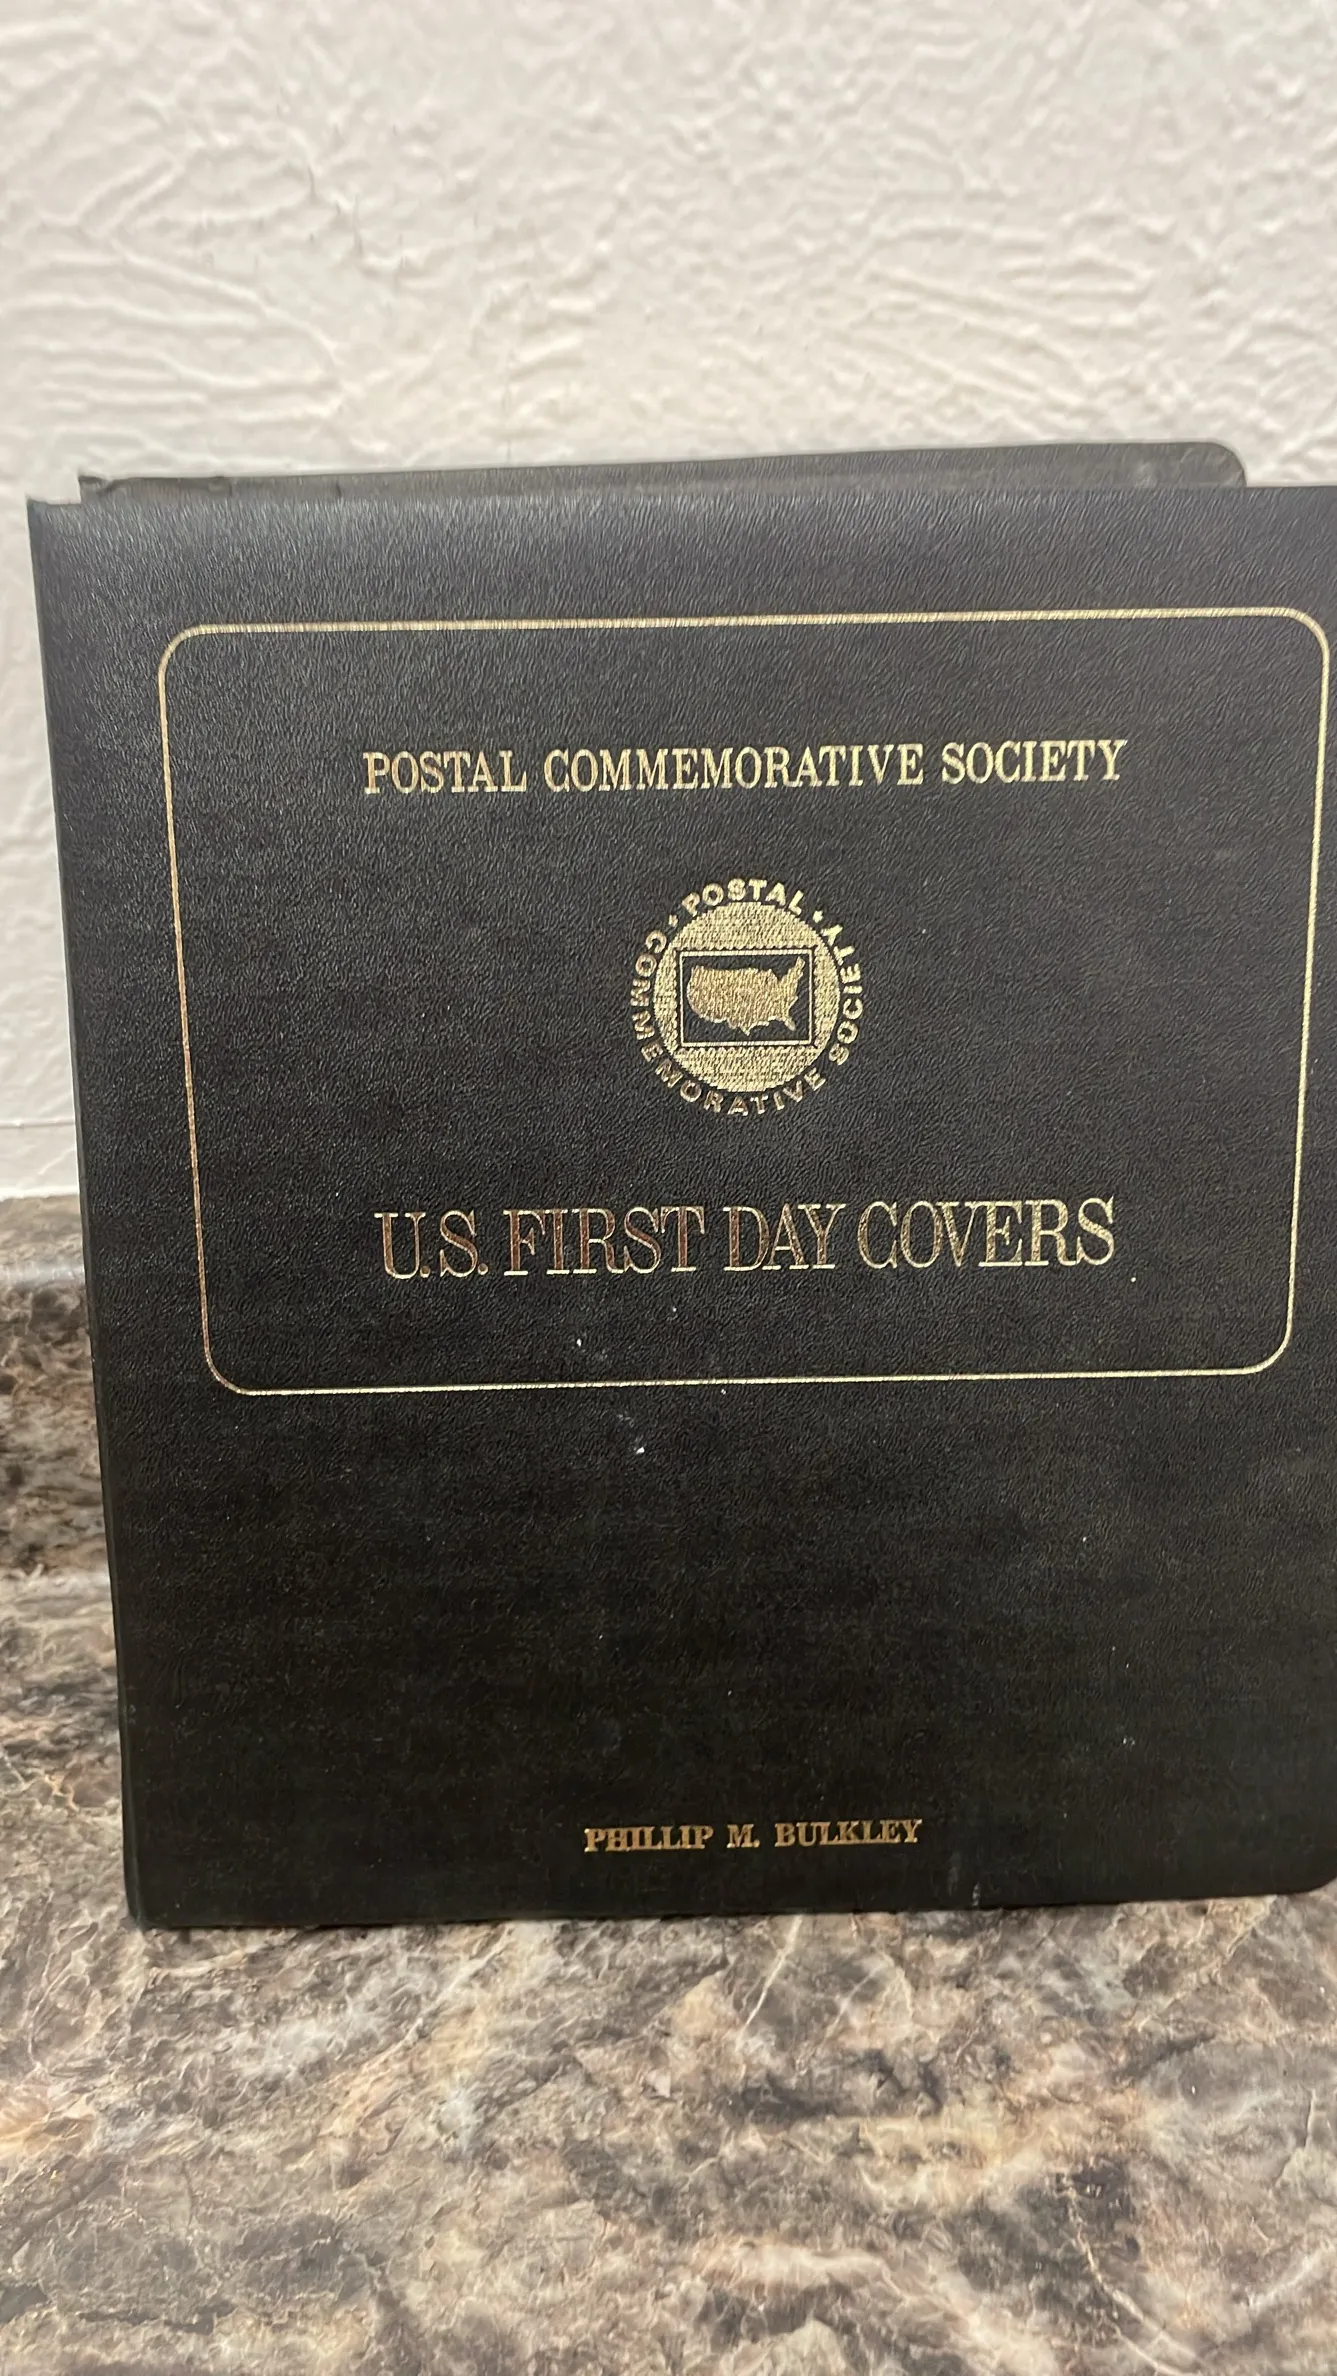 POSTAL COMMEMORATIVE SOCIETY
• POSTAL •
COMMEMORATIVE SOCIETY
U.S. FIRST DAY COVERS
PHILLIP M. BULKLEY